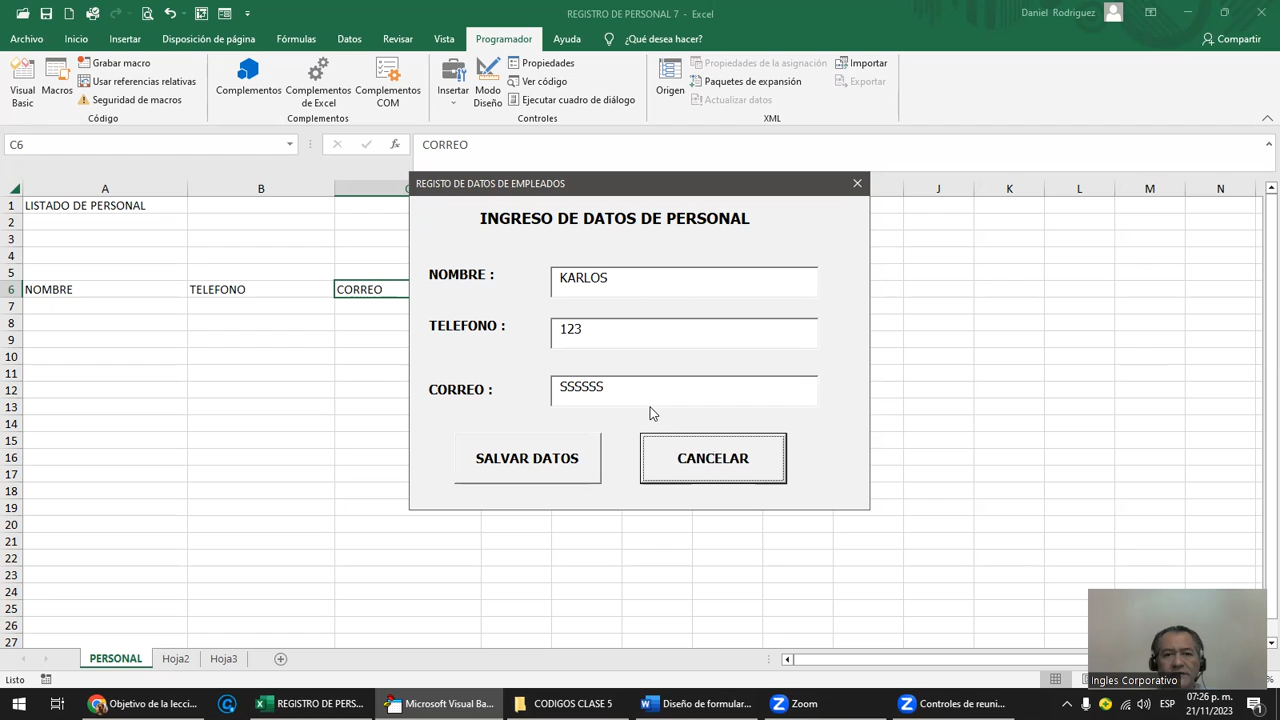 REGISTRO DE PERSONAL 7 - Excel
Daniel Rodriguez
Archivo Inicio Insertar Disposición de página Fórmulas Datos Revisar Vista Programador Ayuda ¿Qué desea hacer? Compartir
Visual Basic
Macros
Grabar macro
Usar referencias relativas
Seguridad de macros
Código
Complementos
Complementos de Excel
Complementos COM
Complementos
Insertar
Modo Diseño
Propiedades
Ver código
Ejecutar cuadro de diálogo
Controles
Origen
Propiedades de la asignación
Paquetes de expansión
Actualizar datos
Importar
Exportar
XML
C6 fx CORREO
A B J K L M N
1 LISTADO DE PERSONAL
2
3
4
5
6 NOMBRE TELEFONO CORREO
7
8
9
10
11
12
13
14
15
16
17
18
19
20
21
22
23
24
25
26
27
REGISTO DE DATOS DE EMPLEADOS
INGRESO DE DATOS DE PERSONAL
NOMBRE : KARLOS
TELEFONO : 123
CORREO : SSSSSS
SALVAR DATOS CANCELAR
PERSONAL Hoja2 Hoja3
Listo
Ingles Corporativo
Objetivo de la lecci... REGISTRO DE PERS... Microsoft Visual Ba... CODIGOS CLASE 5 Diseño de formular... Zoom Controles de reuni... ESP
07:26 p. m.
21/11/2023